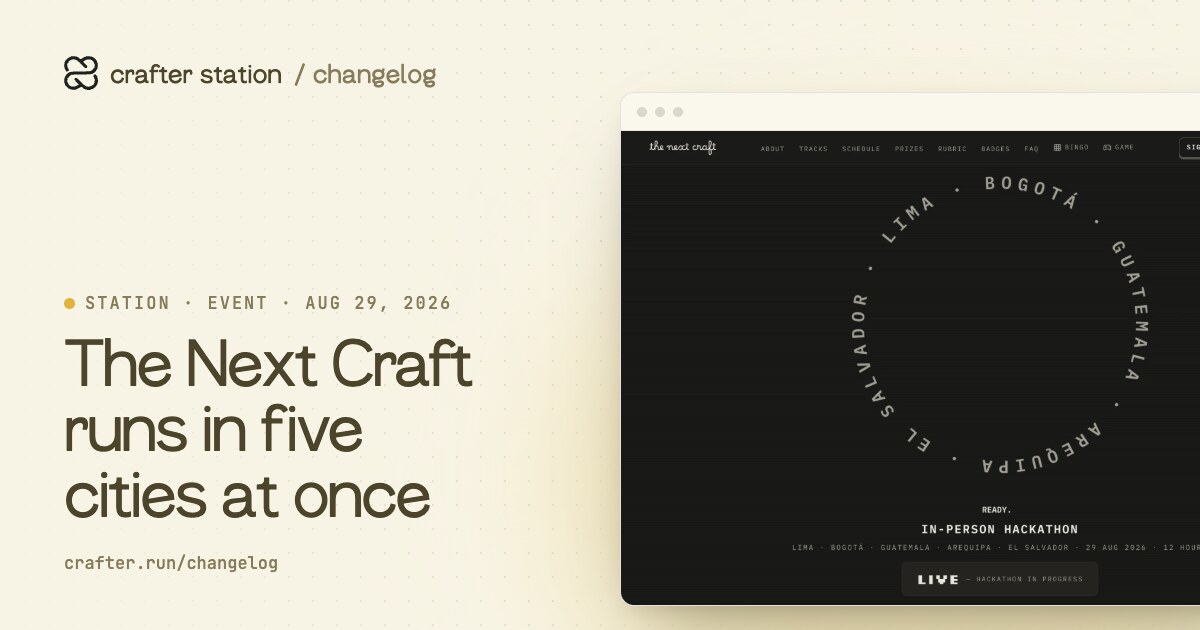 crafter station / changelog
STATION · EVENT · AUG 29, 2026
The Next Craft
runs in five
cities at once
crafter.run/changelog
the next craft
ABOUT TRACKS SCHEDULE PRIZES RUBRIC BADGES FAQ BINGO GAME
LIMA · BOGOTÁ · GUATEMALA · AREQUIPA · EL SALVADOR ·
READY.
IN-PERSON HACKATHON
LIMA · BOGOTÁ · GUATEMALA · AREQUIPA · EL SALVADOR · 29 AUG 2026 · 12
LIVE — HACKATHON IN PROGRESS